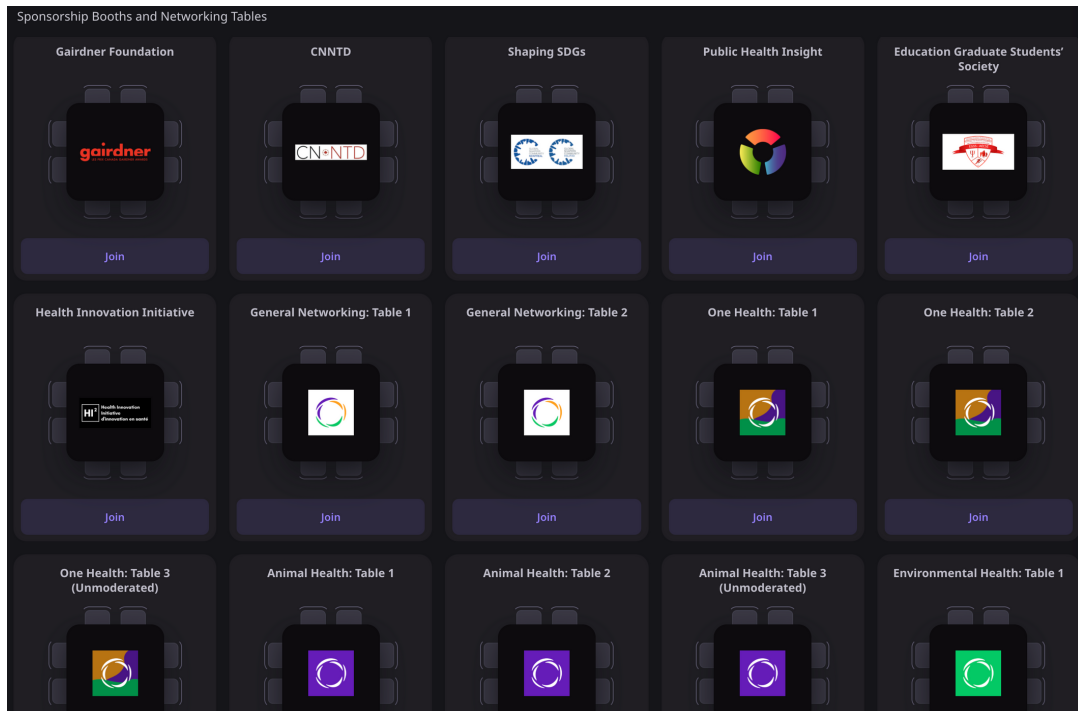 Sponsorship Booths and Networking Tables
Gairdner Foundation
CNNTD
Shaping SDGs
Public Health Insight
Education Graduate Students’
Society
gairdner
CN NTD
Join
Join
Join
Join
Join
Health Innovation Initiative
General Networking: Table 1
General Networking: Table 2
One Health: Table 1
One Health: Table 2
HI²
Health Innovation
Initiative
d'innovation en santé
Join
Join
Join
Join
Join
One Health: Table 3
(Unmoderated)
Animal Health: Table 1
Animal Health: Table 2
Animal Health: Table 3
(Unmoderated)
Environmental Health: Table 1